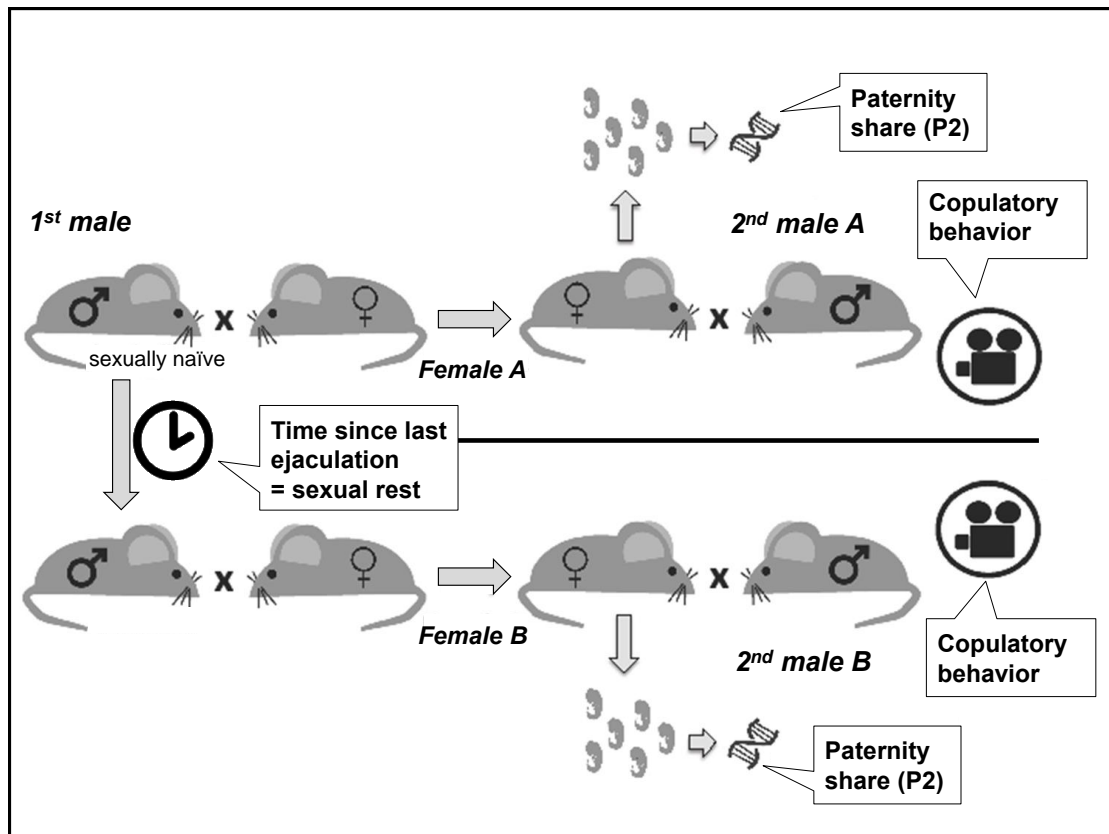 Paternity
share (P2)
Copulatory
behavior
1st male
2nd male A
♂ x ♀
♀ x ♂
sexually naïve
Female A
Time since last
ejaculation
= sexual rest
♂ x ♀
♀ x ♂
Female B
2nd male B
Copulatory
behavior
Paternity
share (P2)